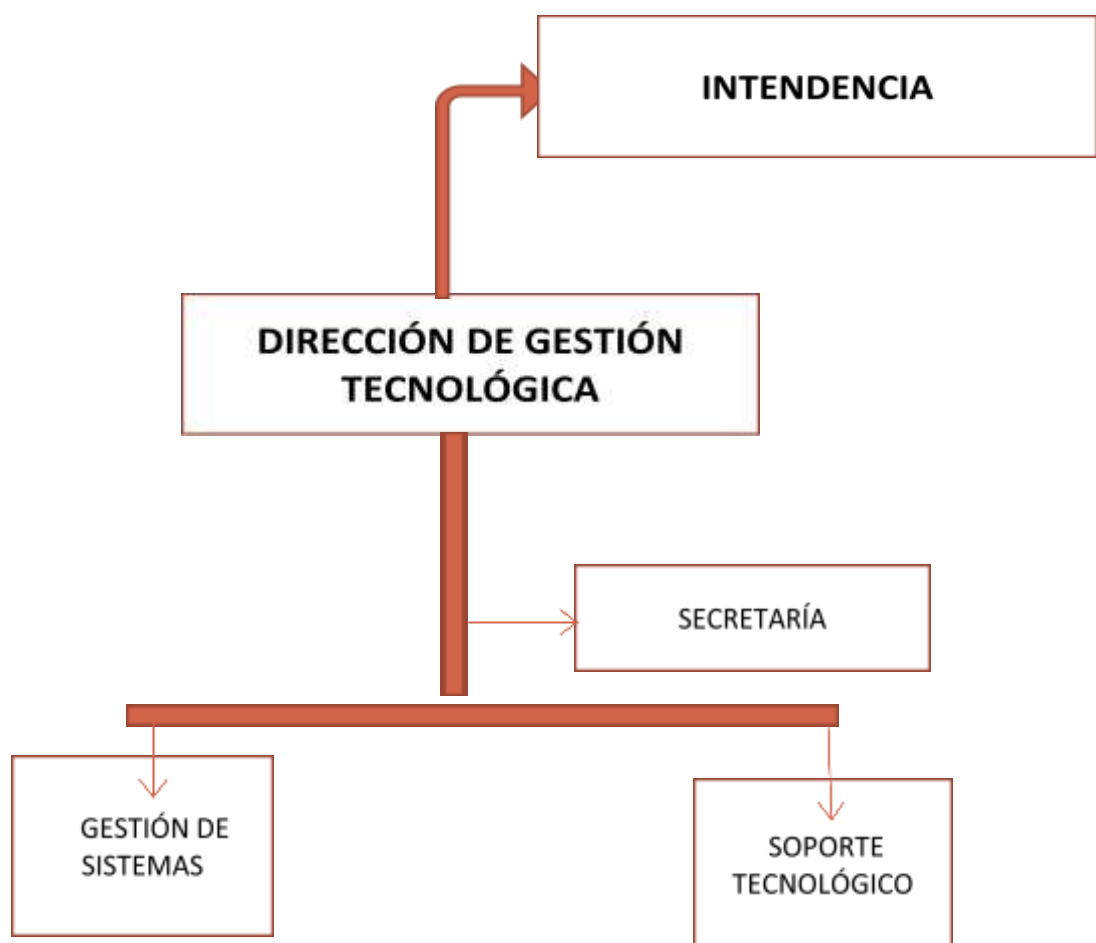 INTENDENCIA
DIRECCIÓN DE GESTIÓN
TECNOLÓGICA
SECRETARÍA
GESTIÓN DE
SISTEMAS
SOPORTE
TECNOLÓGICO